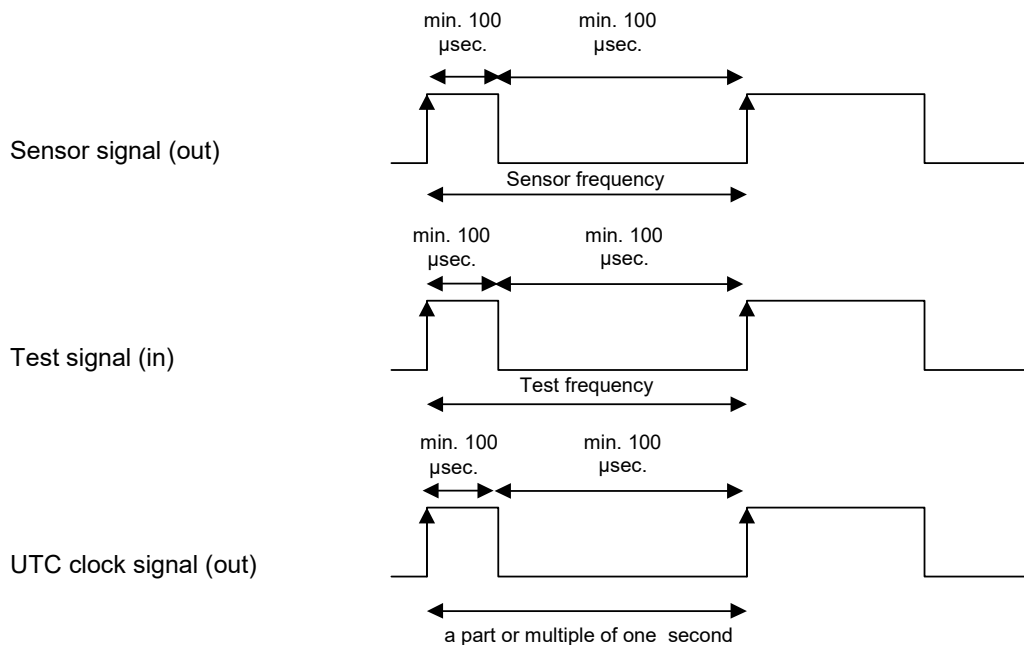 min. 100
µsec.
min. 100
µsec.
Sensor signal (out)
Sensor frequency
min. 100
µsec.
min. 100
µsec.
Test signal (in)
Test frequency
min. 100
µsec.
min. 100
µsec.
UTC clock signal (out)
a part or multiple of one  second